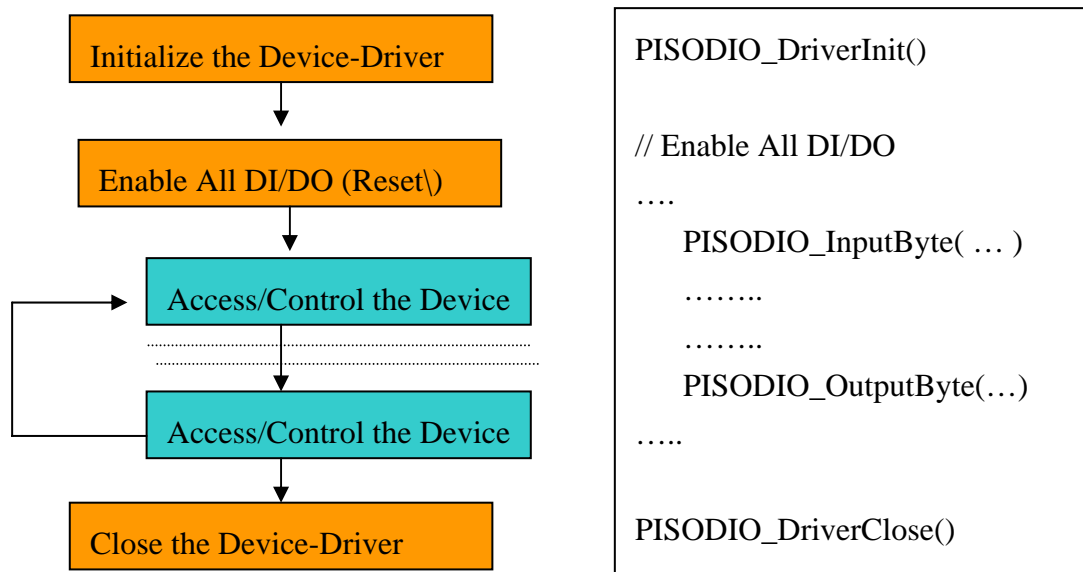 Initialize the Device-Driver
Enable All DI/DO (Reset\)
Access/Control the Device
Access/Control the Device
Close the Device-Driver
PISODIO_DriverInit()
// Enable All DI/DO
….
PISODIO_InputByte( … )
……..
……..
PISODIO_OutputByte(…)
…..
PISODIO_DriverClose()